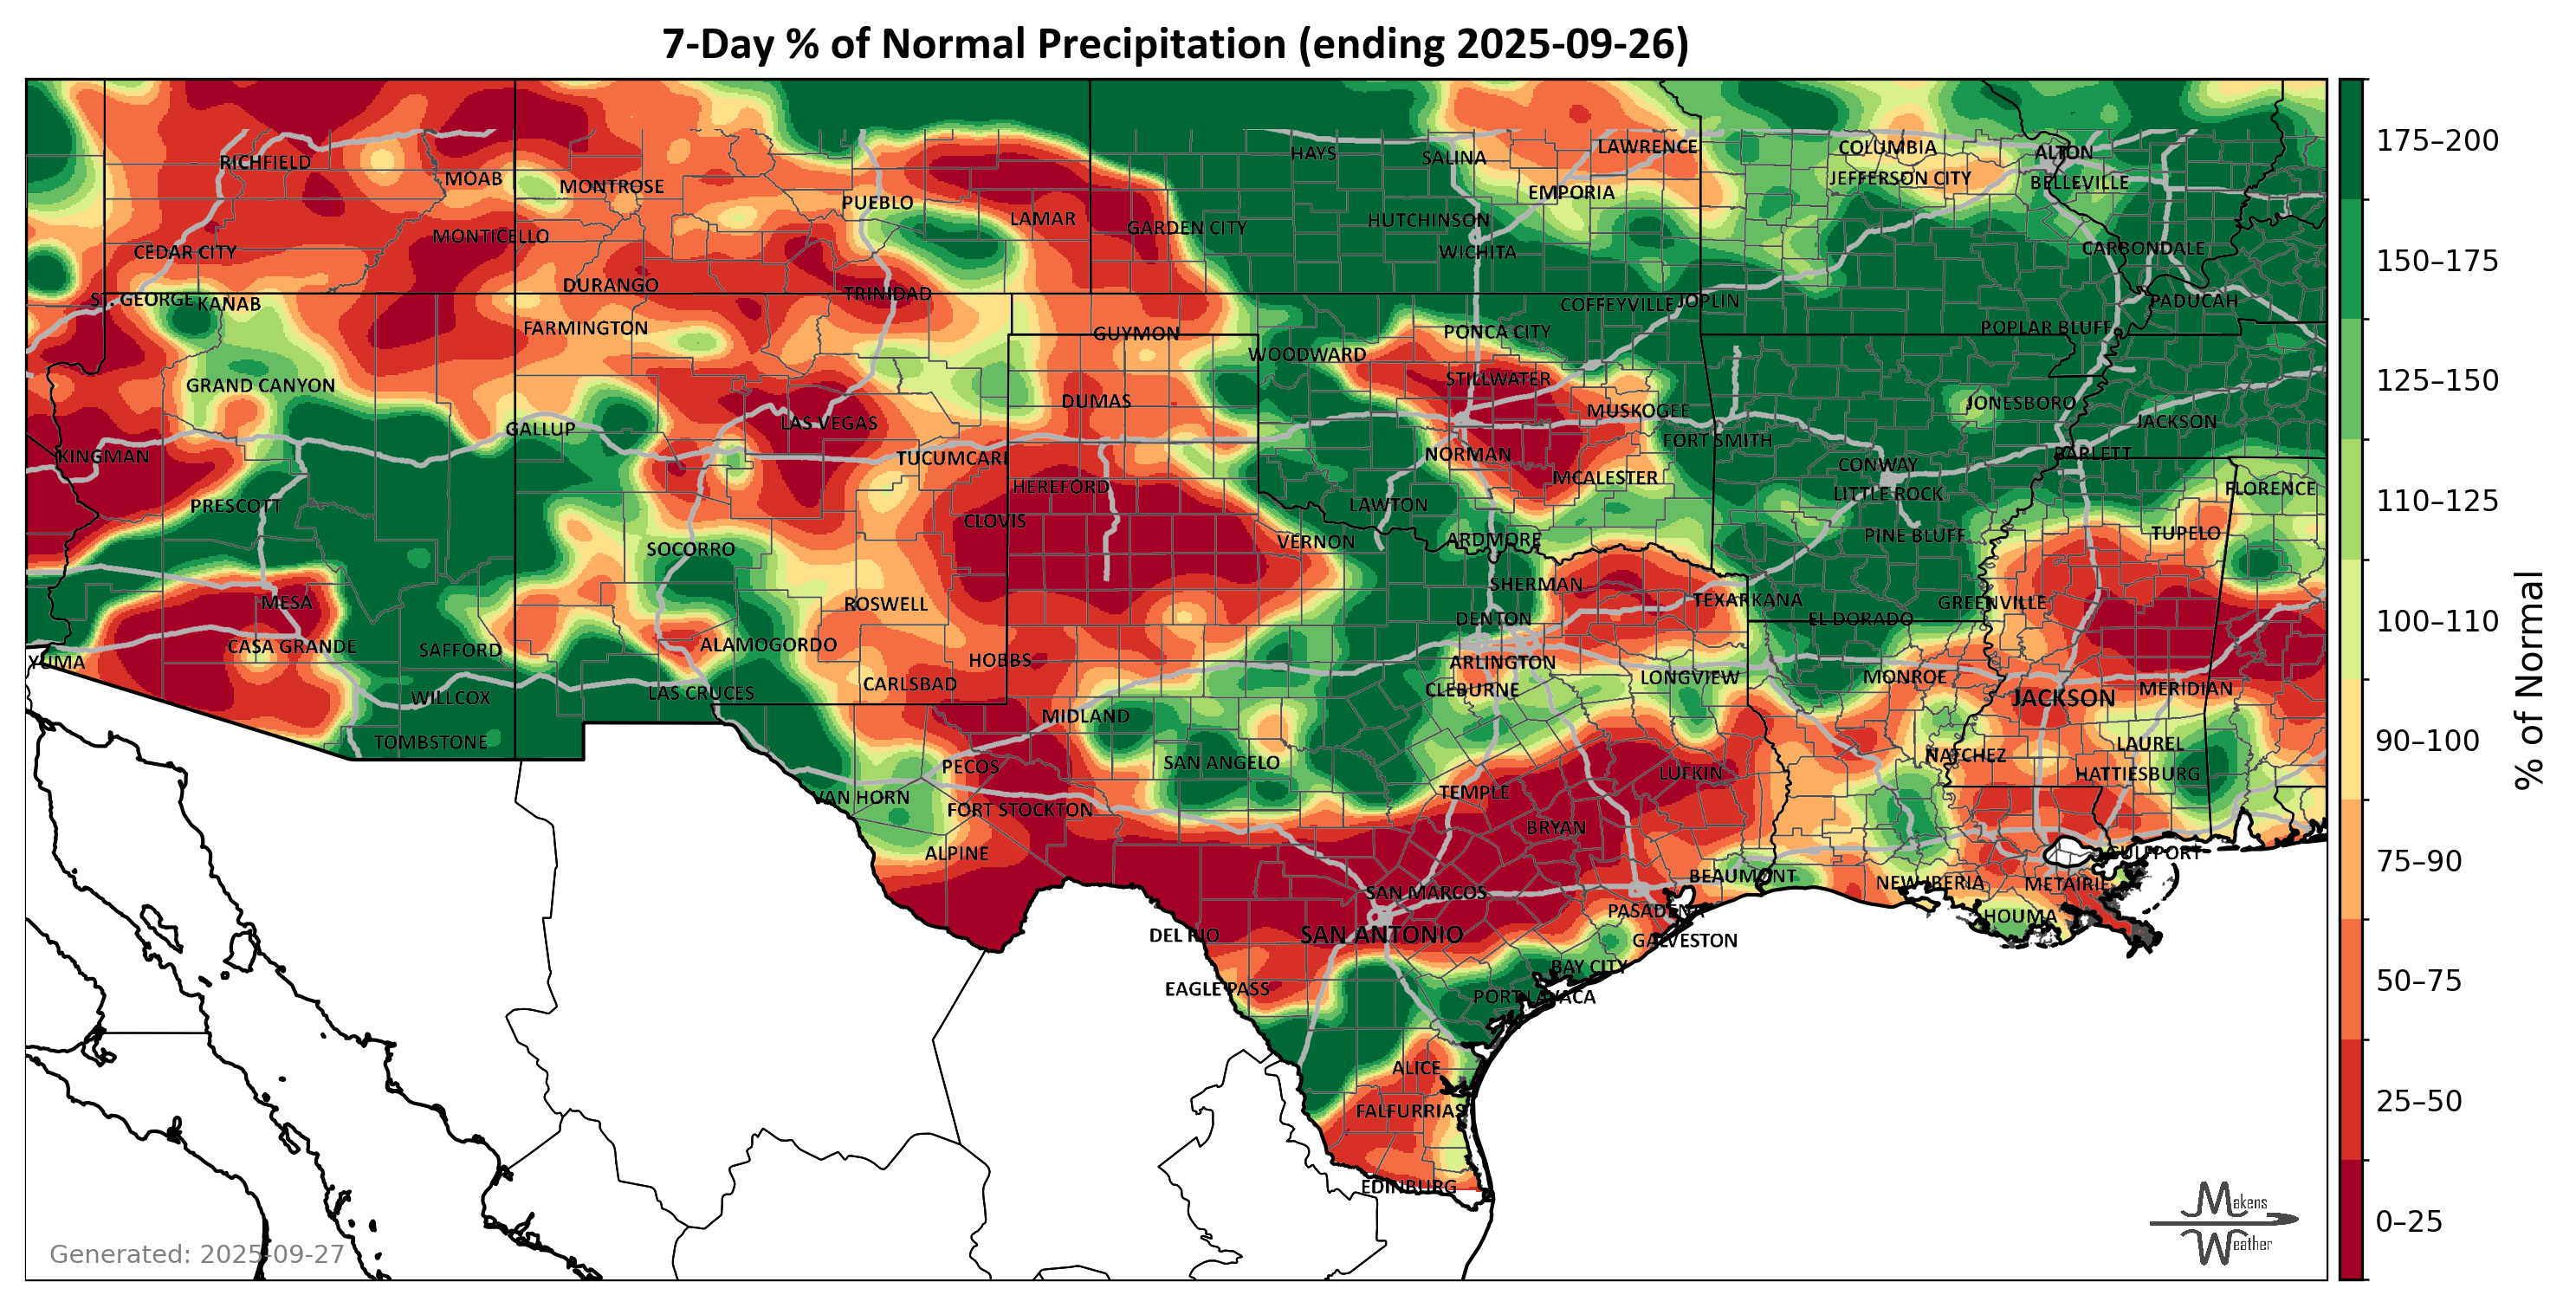 7-Day % of Normal Precipitation (ending 2025-09-26)
HAYS
SALINA
LAWRENCE
COLUMBIA
ALTON
RICHFIELD
MOAB
MONTROSE
EMPORIA
JEFFERSON CITY
BELLEVILLE
PUEBLO
LAMAR
GARDEN CITY
HUTCHINSON
MONTICELLO
CEDAR CITY
WICHITA
CARBONDALE
DURANGO
TRINIDAD
ST. GEORGE
KANAB
COFFEYVILLE
JOPLIN
PADUCAH
FARMINGTON
GUYMON
PONCA CITY
POPLAR BLUFF
WOODWARD
GRAND CANYON
STILLWATER
DUMAS
MUSKOGEE
JONESBORO
JACKSON
GALLUP
LAS VEGAS
FORT SMITH
KINGMAN
TUCUMCARI
NORMAN
BARLETT
CONWAY
MCALESTER
HEREFORD
LITTLE ROCK
FLORENCE
PRESCOTT
LAWTON
CLOVIS
VERNON
ARDMORE
PINE BLUFF
TUPELO
SOCORRO
SHERMAN
MESA
ROSWELL
TEXARKANA
GREENVILLE
DENTON
EL DORADO
CASA GRANDE
SAFFORD
ALAMOGORDO
YUMA
HOBBS
ARLINGTON
WILLCOX
LAS CRUCES
CARLSBAD
CLEBURNE
LONGVIEW
MONROE
JACKSON
MERIDIAN
MIDLAND
TOMBSTONE
SAN ANGELO
NATCHEZ
LAUREL
PECOS
LUFKIN
HATTIESBURG
VAN HORN
FORT STOCKTON
TEMPLE
BRYAN
ALPINE
GULFPORT
SAN MARCOS
BEAUMONT
NEW IBERIA
METAIRIE
DEL RIO
SAN ANTONIO
PASADENA
HOUMA
GALVESTON
BAY CITY
EAGLE PASS
PORT LAVACA
ALICE
FALFURRIAS
EDINBURG
Generated: 2025-09-27
Makens
Weather
175–200
150–175
125–150
110–125
100–110
90–100
75–90
50–75
25–50
0–25
% of Normal